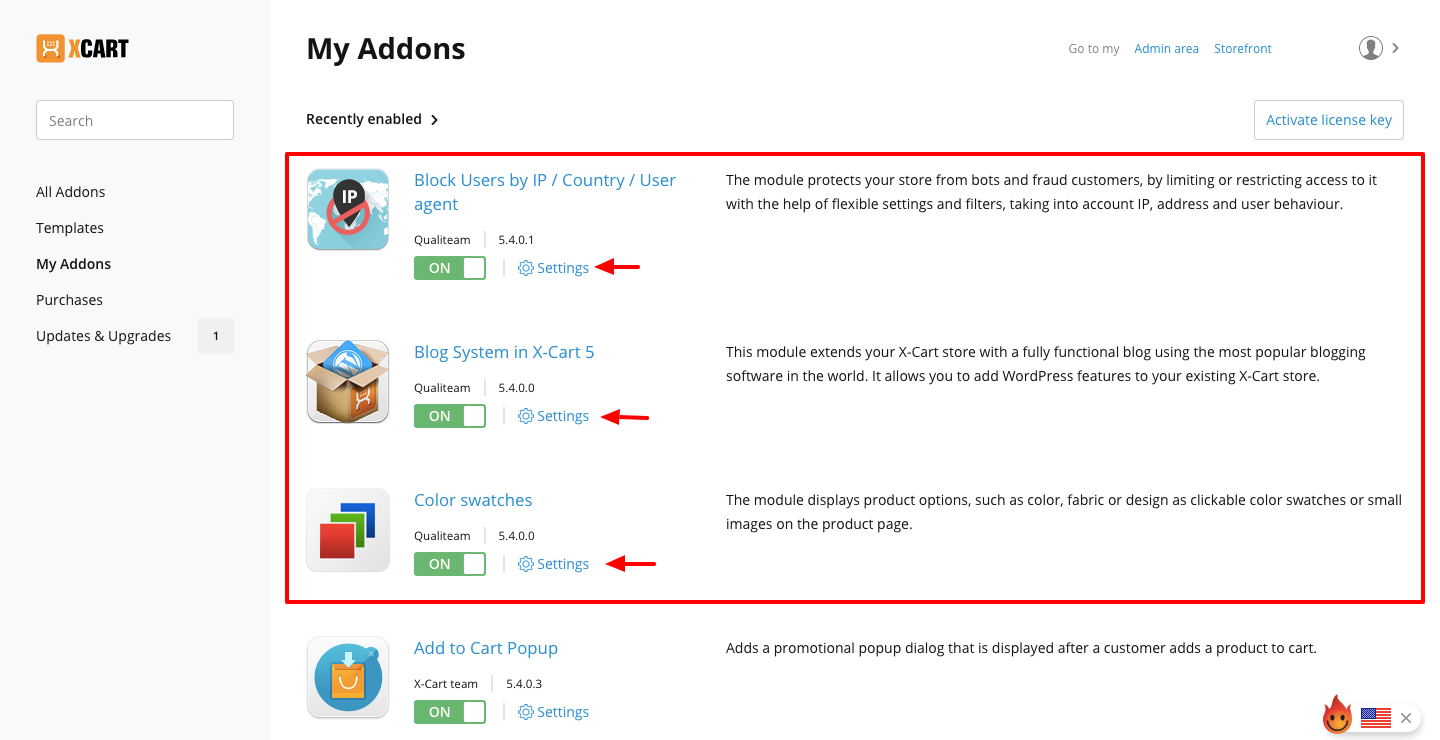 XCART
My Addons
Go to my Admin area Storefront
Search
Recently enabled
Activate license key
All Addons
Templates
My Addons
Purchases
Updates & Upgrades 1
IP
Block Users by IP / Country / User
agent
Qualiteam 5.4.0.1
ON Settings
The module protects your store from bots and fraud customers, by limiting or restricting access to it
with the help of flexible settings and filters, taking into account IP, address and user behaviour.
Blog System in X-Cart 5
Qualiteam 5.4.0.0
ON Settings
This module extends your X-Cart store with a fully functional blog using the most popular blogging
software in the world. It allows you to add WordPress features to your existing X-Cart store.
Color swatches
Qualiteam 5.4.0.0
ON Settings
The module displays product options, such as color, fabric or design as clickable color swatches or small
images on the product page.
Add to Cart Popup
X-Cart team 5.4.0.3
ON Settings
Adds a promotional popup dialog that is displayed after a customer adds a product to cart.